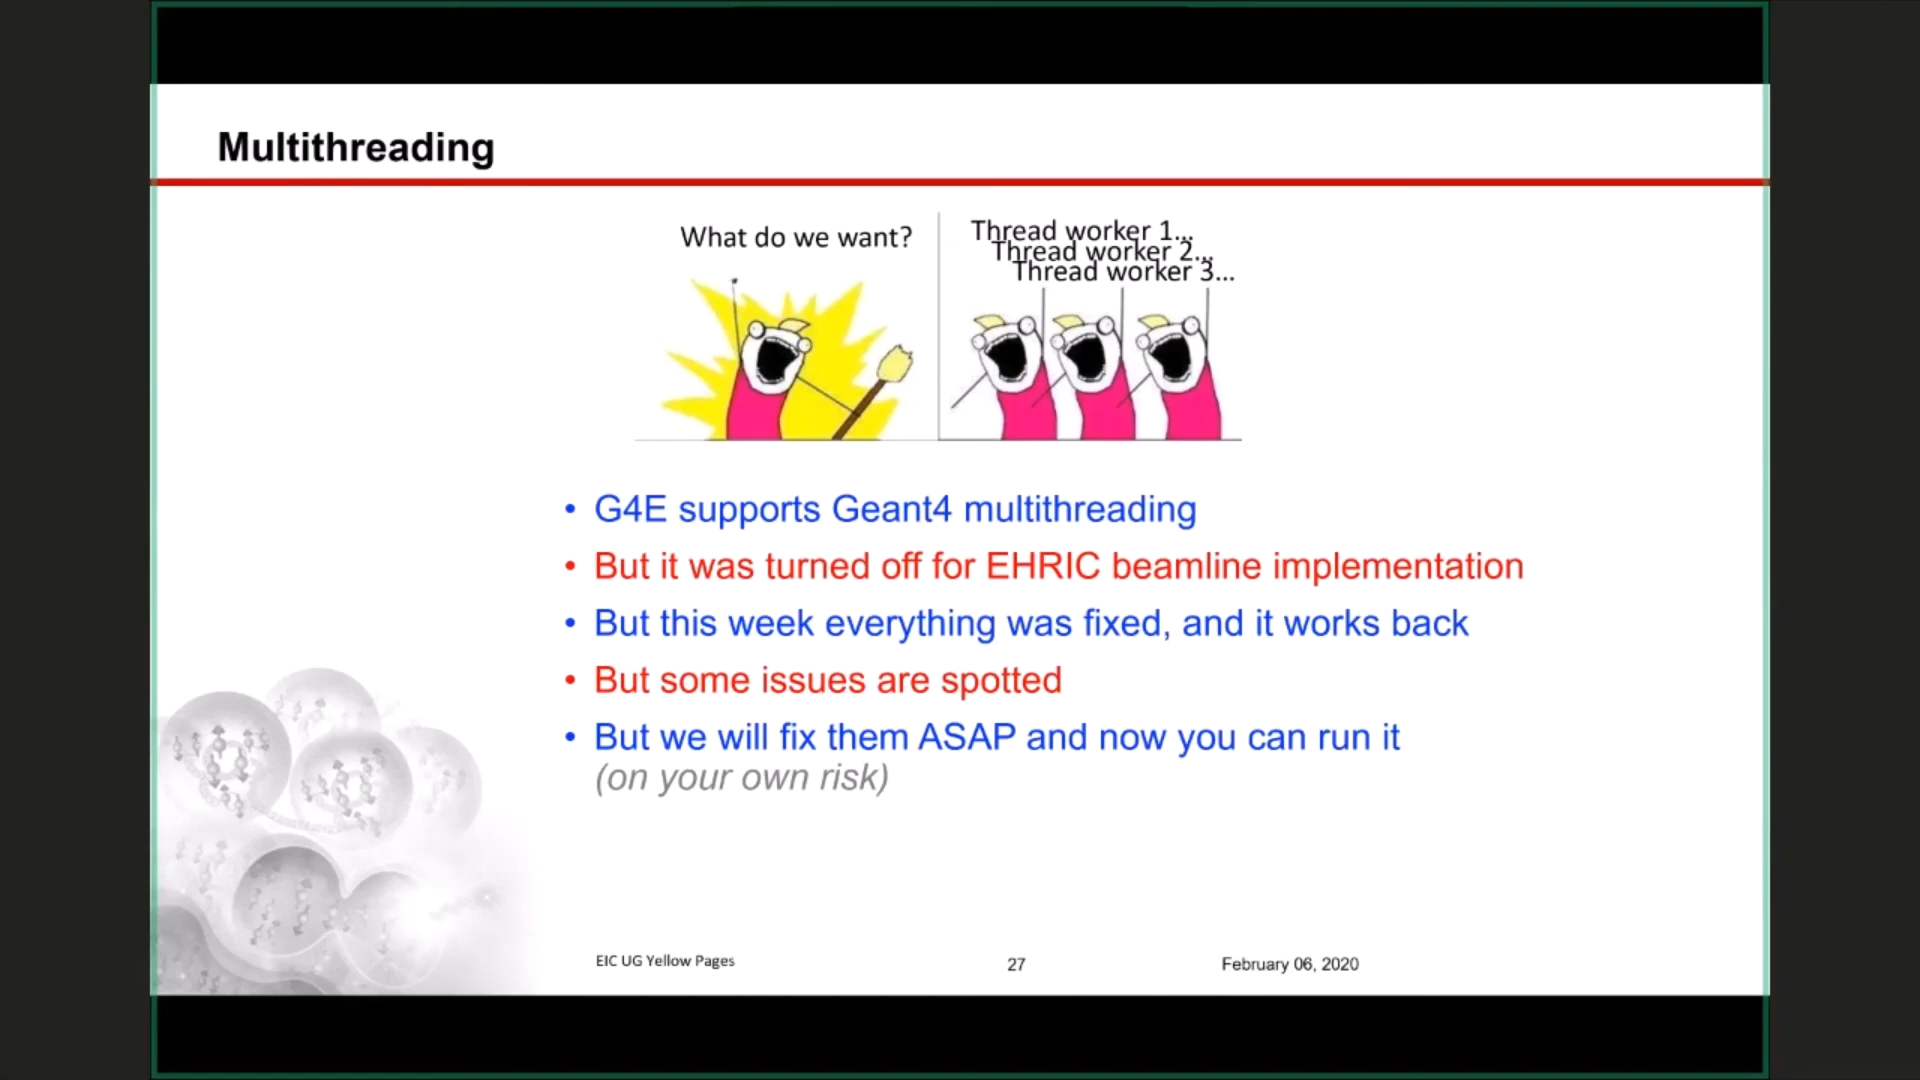 Multithreading
What do we want?
Thread worker 1...
Thread worker 2...
Thread worker 3...
• G4E supports Geant4 multithreading
• But it was turned off for EHRIC beamline implementation
• But this week everything was fixed, and it works back
• But some issues are spotted
• But we will fix them ASAP and now you can run it
(on your own risk)
EIC UG Yellow Pages
27
February 06, 2020